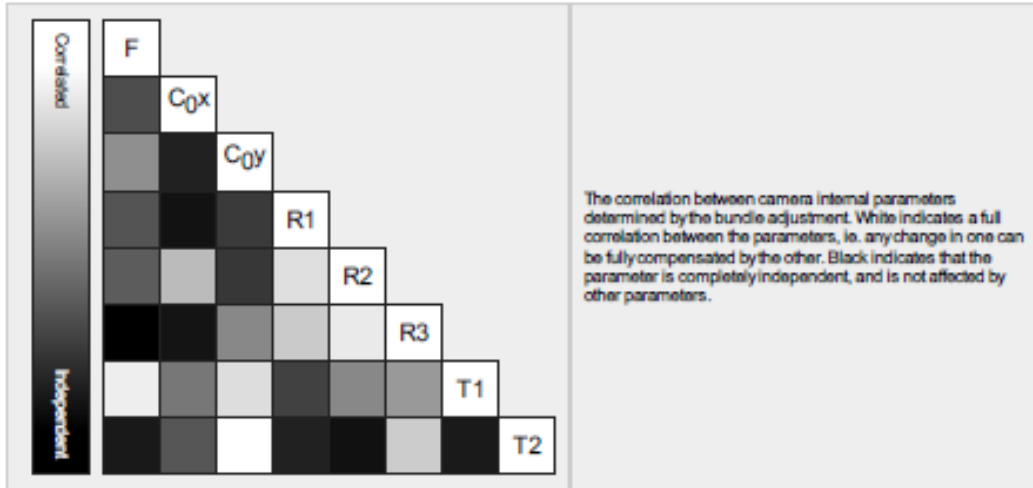 Correlated
Independent
F
C0x
C0y
R1
R2
R3
T1
T2
The correlation between camera internal parameters
determined by the bundle adjustment. White indicates a full
correlation between the parameters, ie. any change in one can
be fully compensated by the other. Black indicates that the
parameter is completely independent, and is not affected by
other parameters.